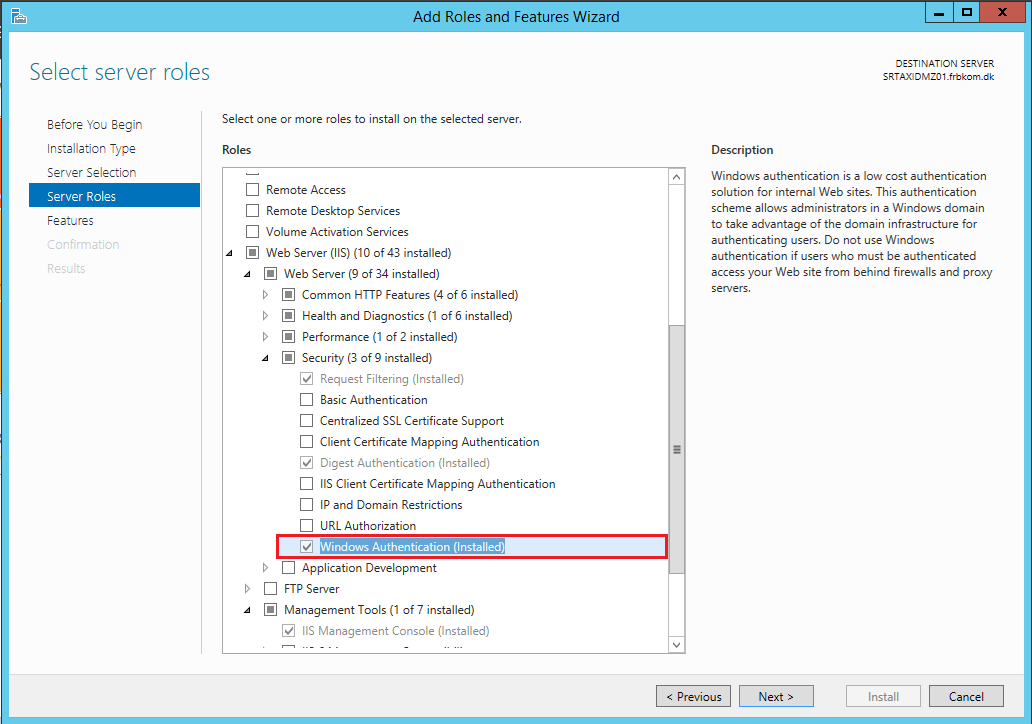 Add Roles and Features Wizard
Select server roles
DESTINATION SERVER
SRTAXIDMZ01.frbkom.dk
Before You Begin
Installation Type
Server Selection
Server Roles
Features
Confirmation
Results
Select one or more roles to install on the selected server.
Roles
Remote Access
Remote Desktop Services
Volume Activation Services
Web Server (IIS) (10 of 43 installed)
Web Server (9 of 34 installed)
Common HTTP Features (4 of 6 installed)
Health and Diagnostics (1 of 6 installed)
Performance (1 of 2 installed)
Security (3 of 9 installed)
Request Filtering (Installed)
Basic Authentication
Centralized SSL Certificate Support
Client Certificate Mapping Authentication
Digest Authentication (Installed)
IIS Client Certificate Mapping Authentication
IP and Domain Restrictions
URL Authorization
Windows Authentication (Installed)
Application Development
FTP Server
Management Tools (1 of 7 installed)
IIS Management Console (Installed)
Description
Windows authentication is a low cost authentication
solution for internal Web sites. This authentication
scheme allows administrators in a Windows domain
to take advantage of the domain infrastructure for
authenticating users. Do not use Windows
authentication if users who must be authenticated
access your Web site from behind firewalls and proxy
servers.
< Previous
Next >
Install
Cancel